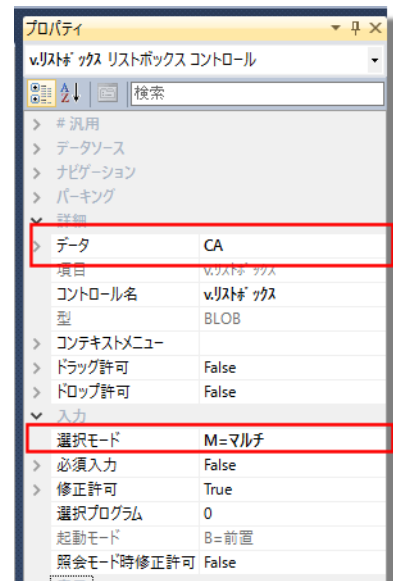 プロパティ
v.リストボックス リストボックス コントロール
検索
# 汎用
データソース
ナビゲーション
パーキング
詳細
データ CA
項目 v.リストボックス
コントロール名 v.リストボックス
型 BLOB
コンテキストメニュー
ドラッグ許可 False
ドロップ許可 False
入力
選択モード M=マルチ
必須入力 False
修正許可 True
選択プログラム 0
起動モード B=前置
照会モード時修正許可 False